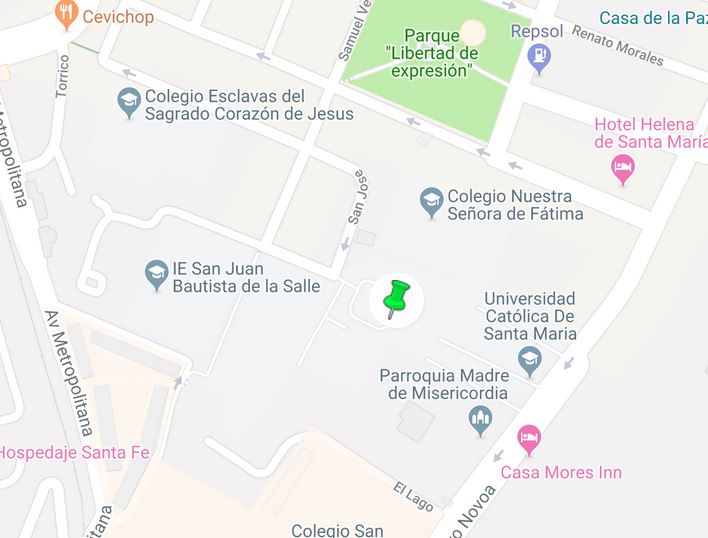 Cevichop
Samuel Ve
Casa de la Paz
Parque
"Libertad de
expresión"
Repsol
Renato Morales
Torrico
Colegio Esclavas del
Sagrado Corazón de Jesus
Hotel Helena
de Santa María
Metropolitana
San Jose
Colegio Nuestra
Señora de Fátima
IE San Juan
Bautista de la Salle
Universidad
Católica De
Santa Maria
Av Metropolitana
Parroquia Madre
de Misericordia
Hospedaje Santa Fe
Casa Mores Inn
El Lago
o Novoa
itana
Colegio San